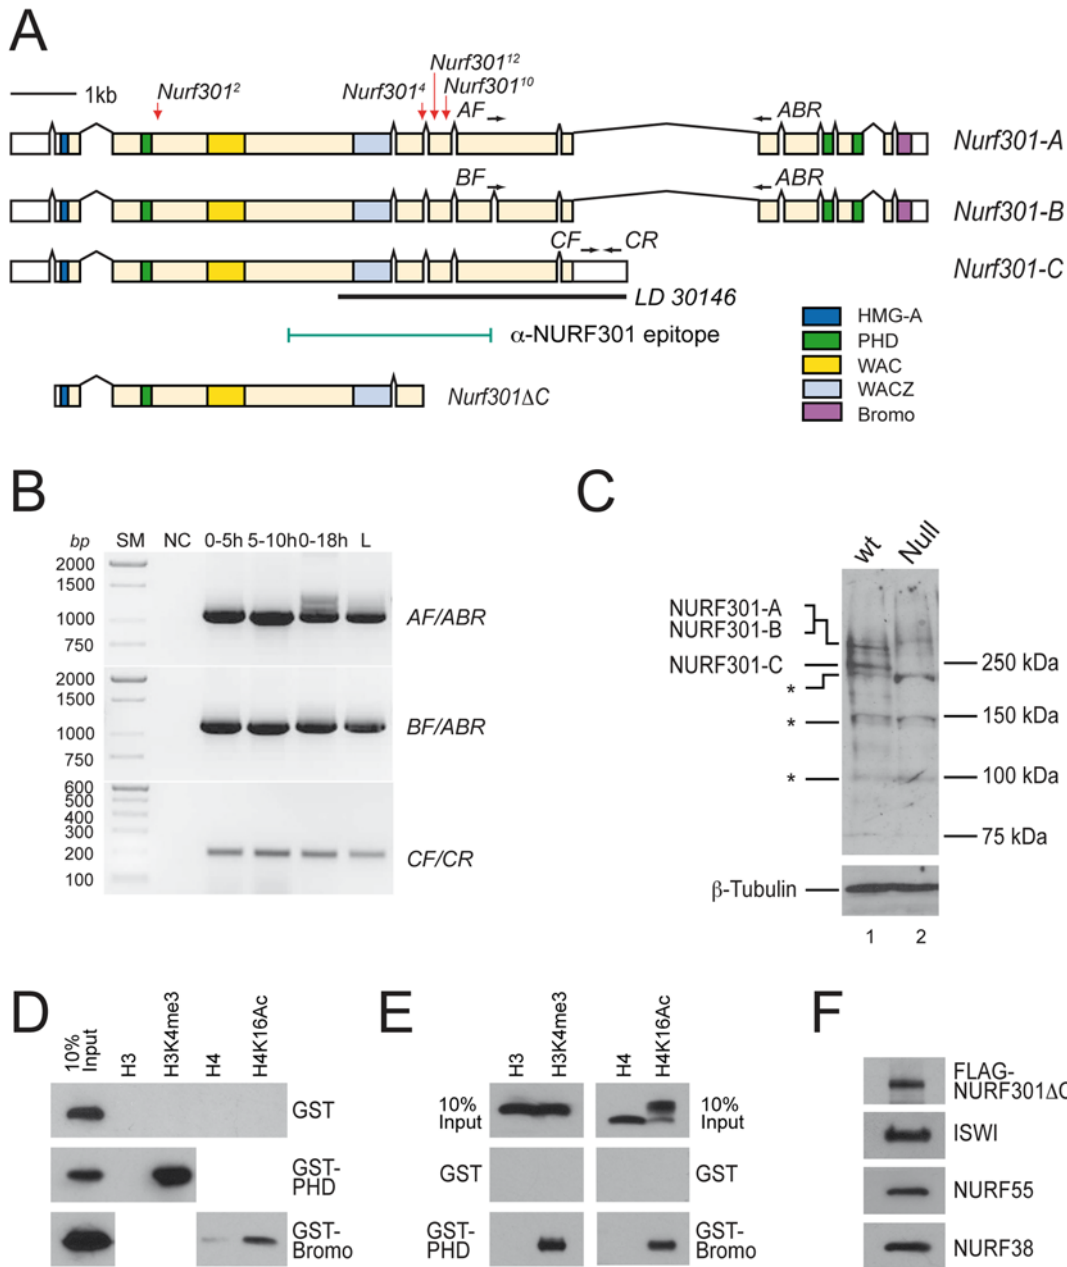 A
1kb
Nurf301²
Nurf301⁴
Nurf301¹²
Nurf301¹⁰
AF
ABR
Nurf301-A
BF
ABR
Nurf301-B
CF
CR
Nurf301-C
LD 30146
α-NURF301 epitope
Nurf301ΔC
HMG-A
PHD
WAC
WACZ
Bromo
B
bp SM NC 0-5h 5-10h 0-18h L
2000
1500
1000
750
AF/ABR
2000
1500
1000
750
BF/ABR
600
500
400
300
200
100
CF/CR
C
wt Null
NURF301-A
NURF301-B
NURF301-C
*
*
*
250 kDa
150 kDa
100 kDa
75 kDa
β-Tubulin
1 2
D
10% Input
H3
H3K4me3
H4
H4K16Ac
GST
GST-
PHD
GST-
Bromo
E
H3
H3K4me3
H4
H4K16Ac
10%
Input
10%
Input
GST
GST
GST-
PHD
GST-
Bromo
F
FLAG-
NURF301ΔC
ISWI
NURF55
NURF38